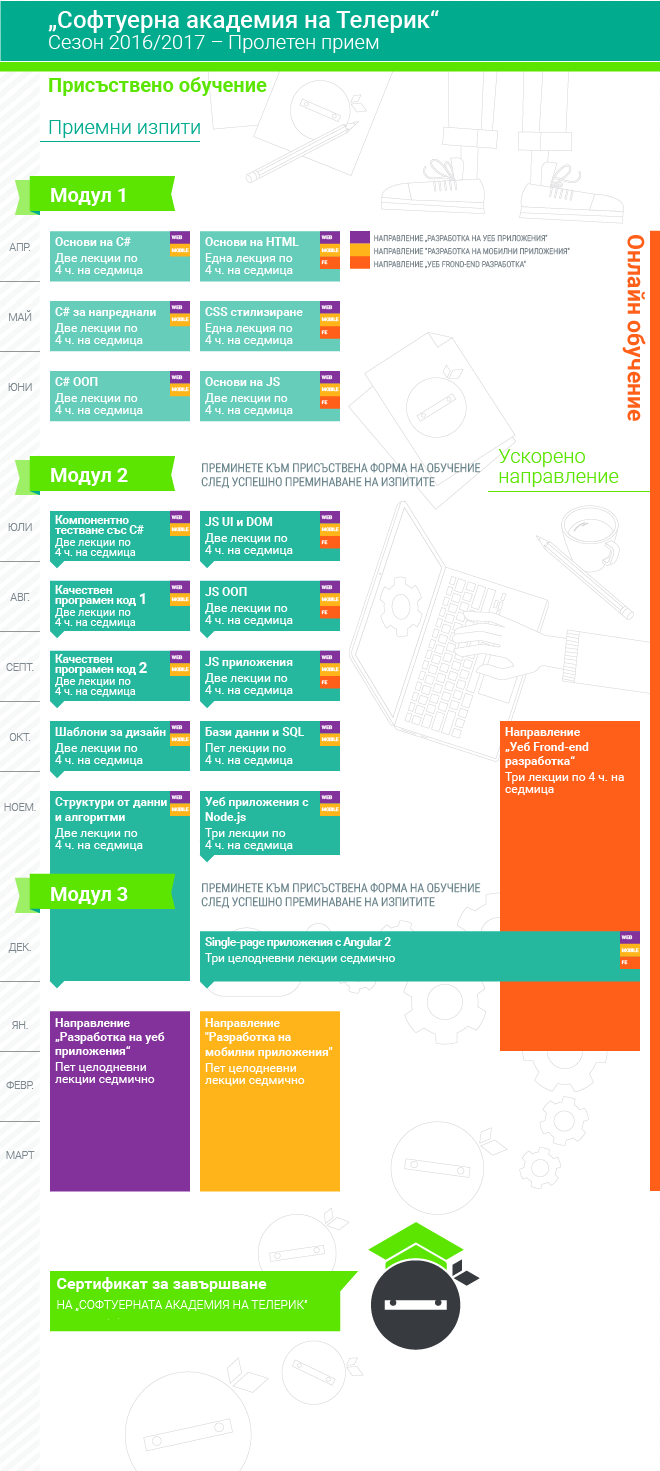 „Софтуерна академия на Телерик“
Сезон 2016/2017 – Пролетен прием
Присъствено обучение
Приемни изпити
Модул 1
АПР.
Основи на C#
Две лекции по
4 ч. на седмица
WEB
MOBILE
Основи на HTML
Една лекция по
4 ч. на седмица
WEB
MOBILE
FE
НАПРАВЛЕНИЕ „РАЗРАБОТКА НА УЕБ ПРИЛОЖЕНИЯ“
НАПРАВЛЕНИЕ "РАЗРАБОТКА НА МОБИЛНИ ПРИЛОЖЕНИЯ"
НАПРАВЛЕНИЕ „УЕБ FROND-END РАЗРАБОТКА“
Онлайн обучение
МАЙ
C# за напреднали
Две лекции по
4 ч. на седмица
WEB
MOBILE
CSS стилизиране
Една лекция по
4 ч. на седмица
WEB
MOBILE
FE
ЮНИ
C# ООП
Две лекции по
4 ч. на седмица
WEB
MOBILE
Основи на JS
Две лекции по
4 ч. на седмица
WEB
MOBILE
FE
Модул 2
ПРЕМИНЕТЕ КЪМ ПРИСЪСТВЕНА ФОРМА НА ОБУЧЕНИЕ
СЛЕД УСПЕШНО ПРЕМИНАВАНЕ НА ИЗПИТИТЕ
Ускорено
направление
ЮЛИ
Компонентно
тестване със C#
Две лекции по
4 ч. на седмица
WEB
MOBILE
JS UI и DOM
Две лекции по
4 ч. на седмица
WEB
MOBILE
FE
АВГ.
Качествен
програмен код 1
Две лекции по
4 ч. на седмица
WEB
MOBILE
JS ООП
Две лекции по
4 ч. на седмица
WEB
MOBILE
FE
СЕПТ.
Качествен
програмен код 2
Две лекции по
4 ч. на седмица
WEB
MOBILE
JS приложения
Две лекции по
4 ч. на седмица
WEB
MOBILE
FE
ОКТ.
Шаблони за дизайн
Две лекции по
4 ч. на седмица
WEB
MOBILE
Бази данни и SQL
Пет лекции по
4 ч. на седмица
WEB
MOBILE
Направление
„Уеб Frond-end
разработка“
Три лекции по 4 ч. на
седмица
НОЕМ.
Структури от данни
и алгоритми
Две лекции по
4 ч. на седмица
WEB
MOBILE
Уеб приложения с
Node.js
Три лекции по
4 ч. на седмица
WEB
MOBILE
Модул 3
ПРЕМИНЕТЕ КЪМ ПРИСЪСТВЕНА ФОРМА НА ОБУЧЕНИЕ
СЛЕД УСПЕШНО ПРЕМИНАВАНЕ НА ИЗПИТИТЕ
ДЕК.
Single-page приложения с Angular 2
Три целодневни лекции седмично
WEB
MOBILE
FE
ЯН.
Направление
„Разработка на уеб
приложения“
Пет целодневни
лекции седмично
Направление
"Разработка на
мобилни приложения"
Пет целодневни
лекции седмично
ФЕВР.
МАРТ
Сертификат за завършване
НА „СОФТУЕРНАТА АКАДЕМИЯ НА ТЕЛЕРИК“